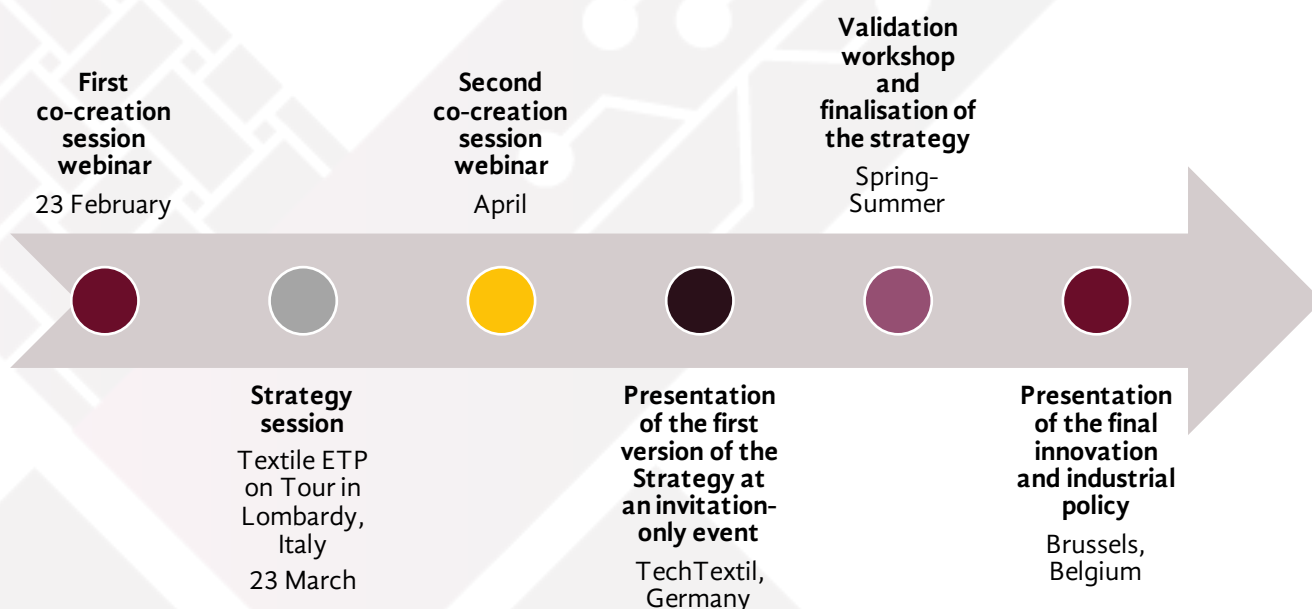 First
co-creation
session
webinar
23 February
Strategy
session
Textile ETP
on Tour in
Lombardy,
Italy
23 March
Second
co-creation
session
webinar
April
Presentation
of the first
version of the
Strategy at
an invitation-
only event
TechTextil,
Germany
Validation
workshop
and
finalisation of
the strategy
Spring-
Summer
Presentation
of the final
innovation
and industrial
policy
Brussels,
Belgium